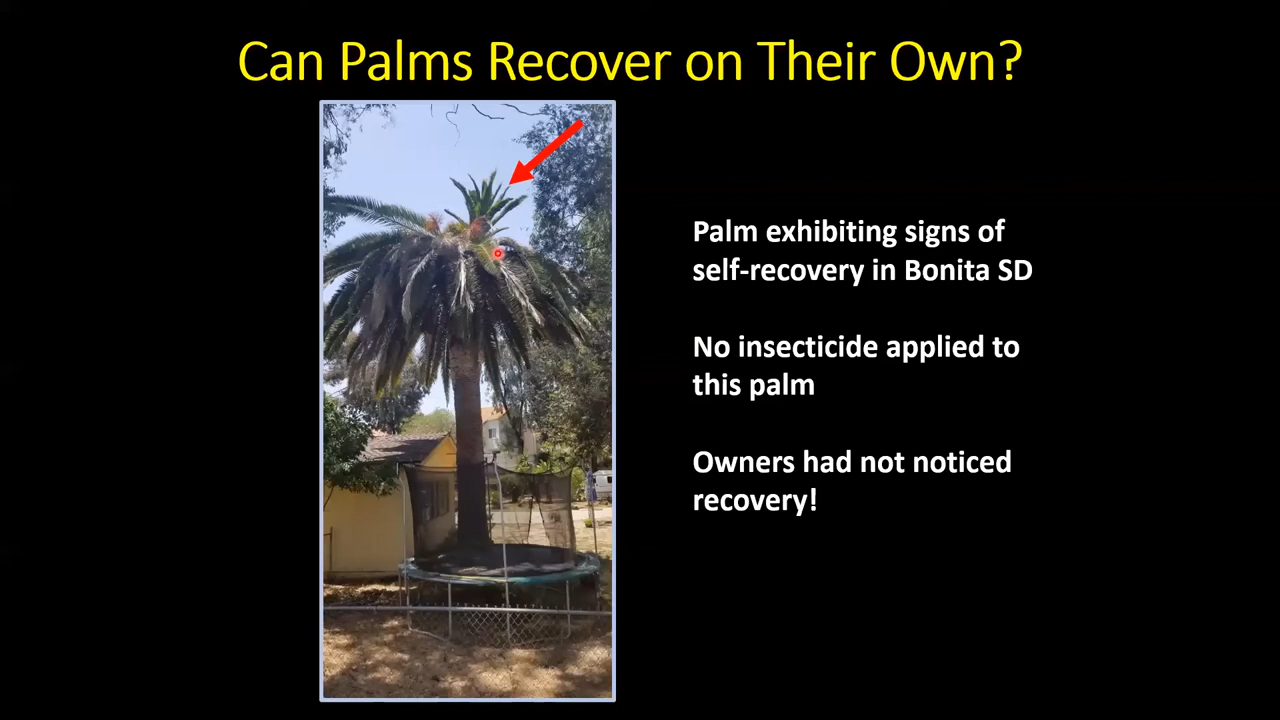 Can Palms Recover on Their Own?
Palm exhibiting signs of
self-recovery in Bonita SD
No insecticide applied to
this palm
Owners had not noticed
recovery!